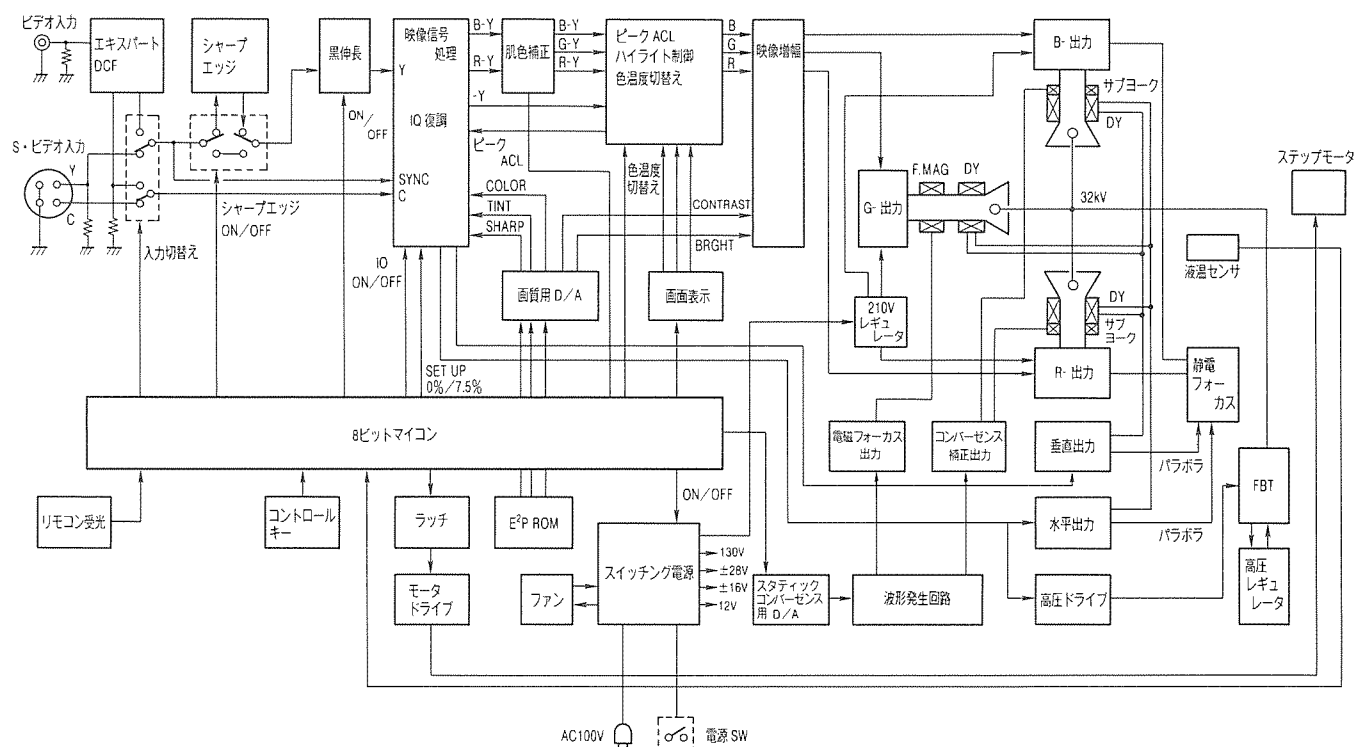 ビデオ入力
エキスパート
DCF
シャープ
エッジ
黒伸長
映像信号
処理
Y
IQ 復調
SYNC
C
B-Y
R-Y
肌色補正
B-Y
G-Y
R-Y
-Y
ピーク
ピーク ACL
ハイライト制御
色温度切替え
B
G
R
映像増幅
B- 出力
サブヨーク
DY
S・ビデオ入力
Y
C
入力切替え
シャープエッジ
ON/OFF
ON/
OFF
ACL
COLOR
TINT
SHARP
色温度
切替え
CONTRAST
BRGHT
F.MAG
DY
G- 出力
32kV
ステップモータ
液温センサ
IQ
ON/OFF
画質用 D/A
画面表示
210V
レギュ
レータ
DY
サブ
ヨーク
R- 出力
静電
フォー
カス
SET UP
0%/7.5%
8ビットマイコン
電磁フォーカス
出力
コンバーゼンス
補正出力
垂直出力
パラボラ
FBT
ON/OFF
リモコン受光
コントロール
キー
ラッチ
E²P ROM
水平出力
パラボラ
スイッチング電源
130V
±28V
±16V
12V
モータ
ドライブ
ファン
スタティック
コンバーゼンス
用 D/A
波形発生回路
高圧ドライブ
高圧
レギュ
レータ
AC100V
電源 SW